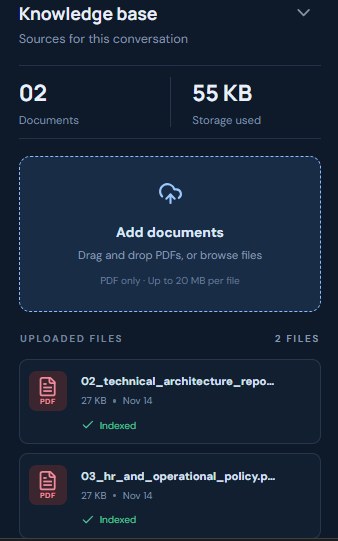 Knowledge base
Sources for this conversation
02
Documents
55 KB
Storage used
Add documents
Drag and drop PDFs, or browse files
PDF only · Up to 20 MB per file
UPLOADED FILES
2 FILES
02_technical_architecture_repo...
PDF
27 KB • Nov 14
Indexed
03_hr_and_operational_policy.p...
PDF
27 KB • Nov 14
Indexed